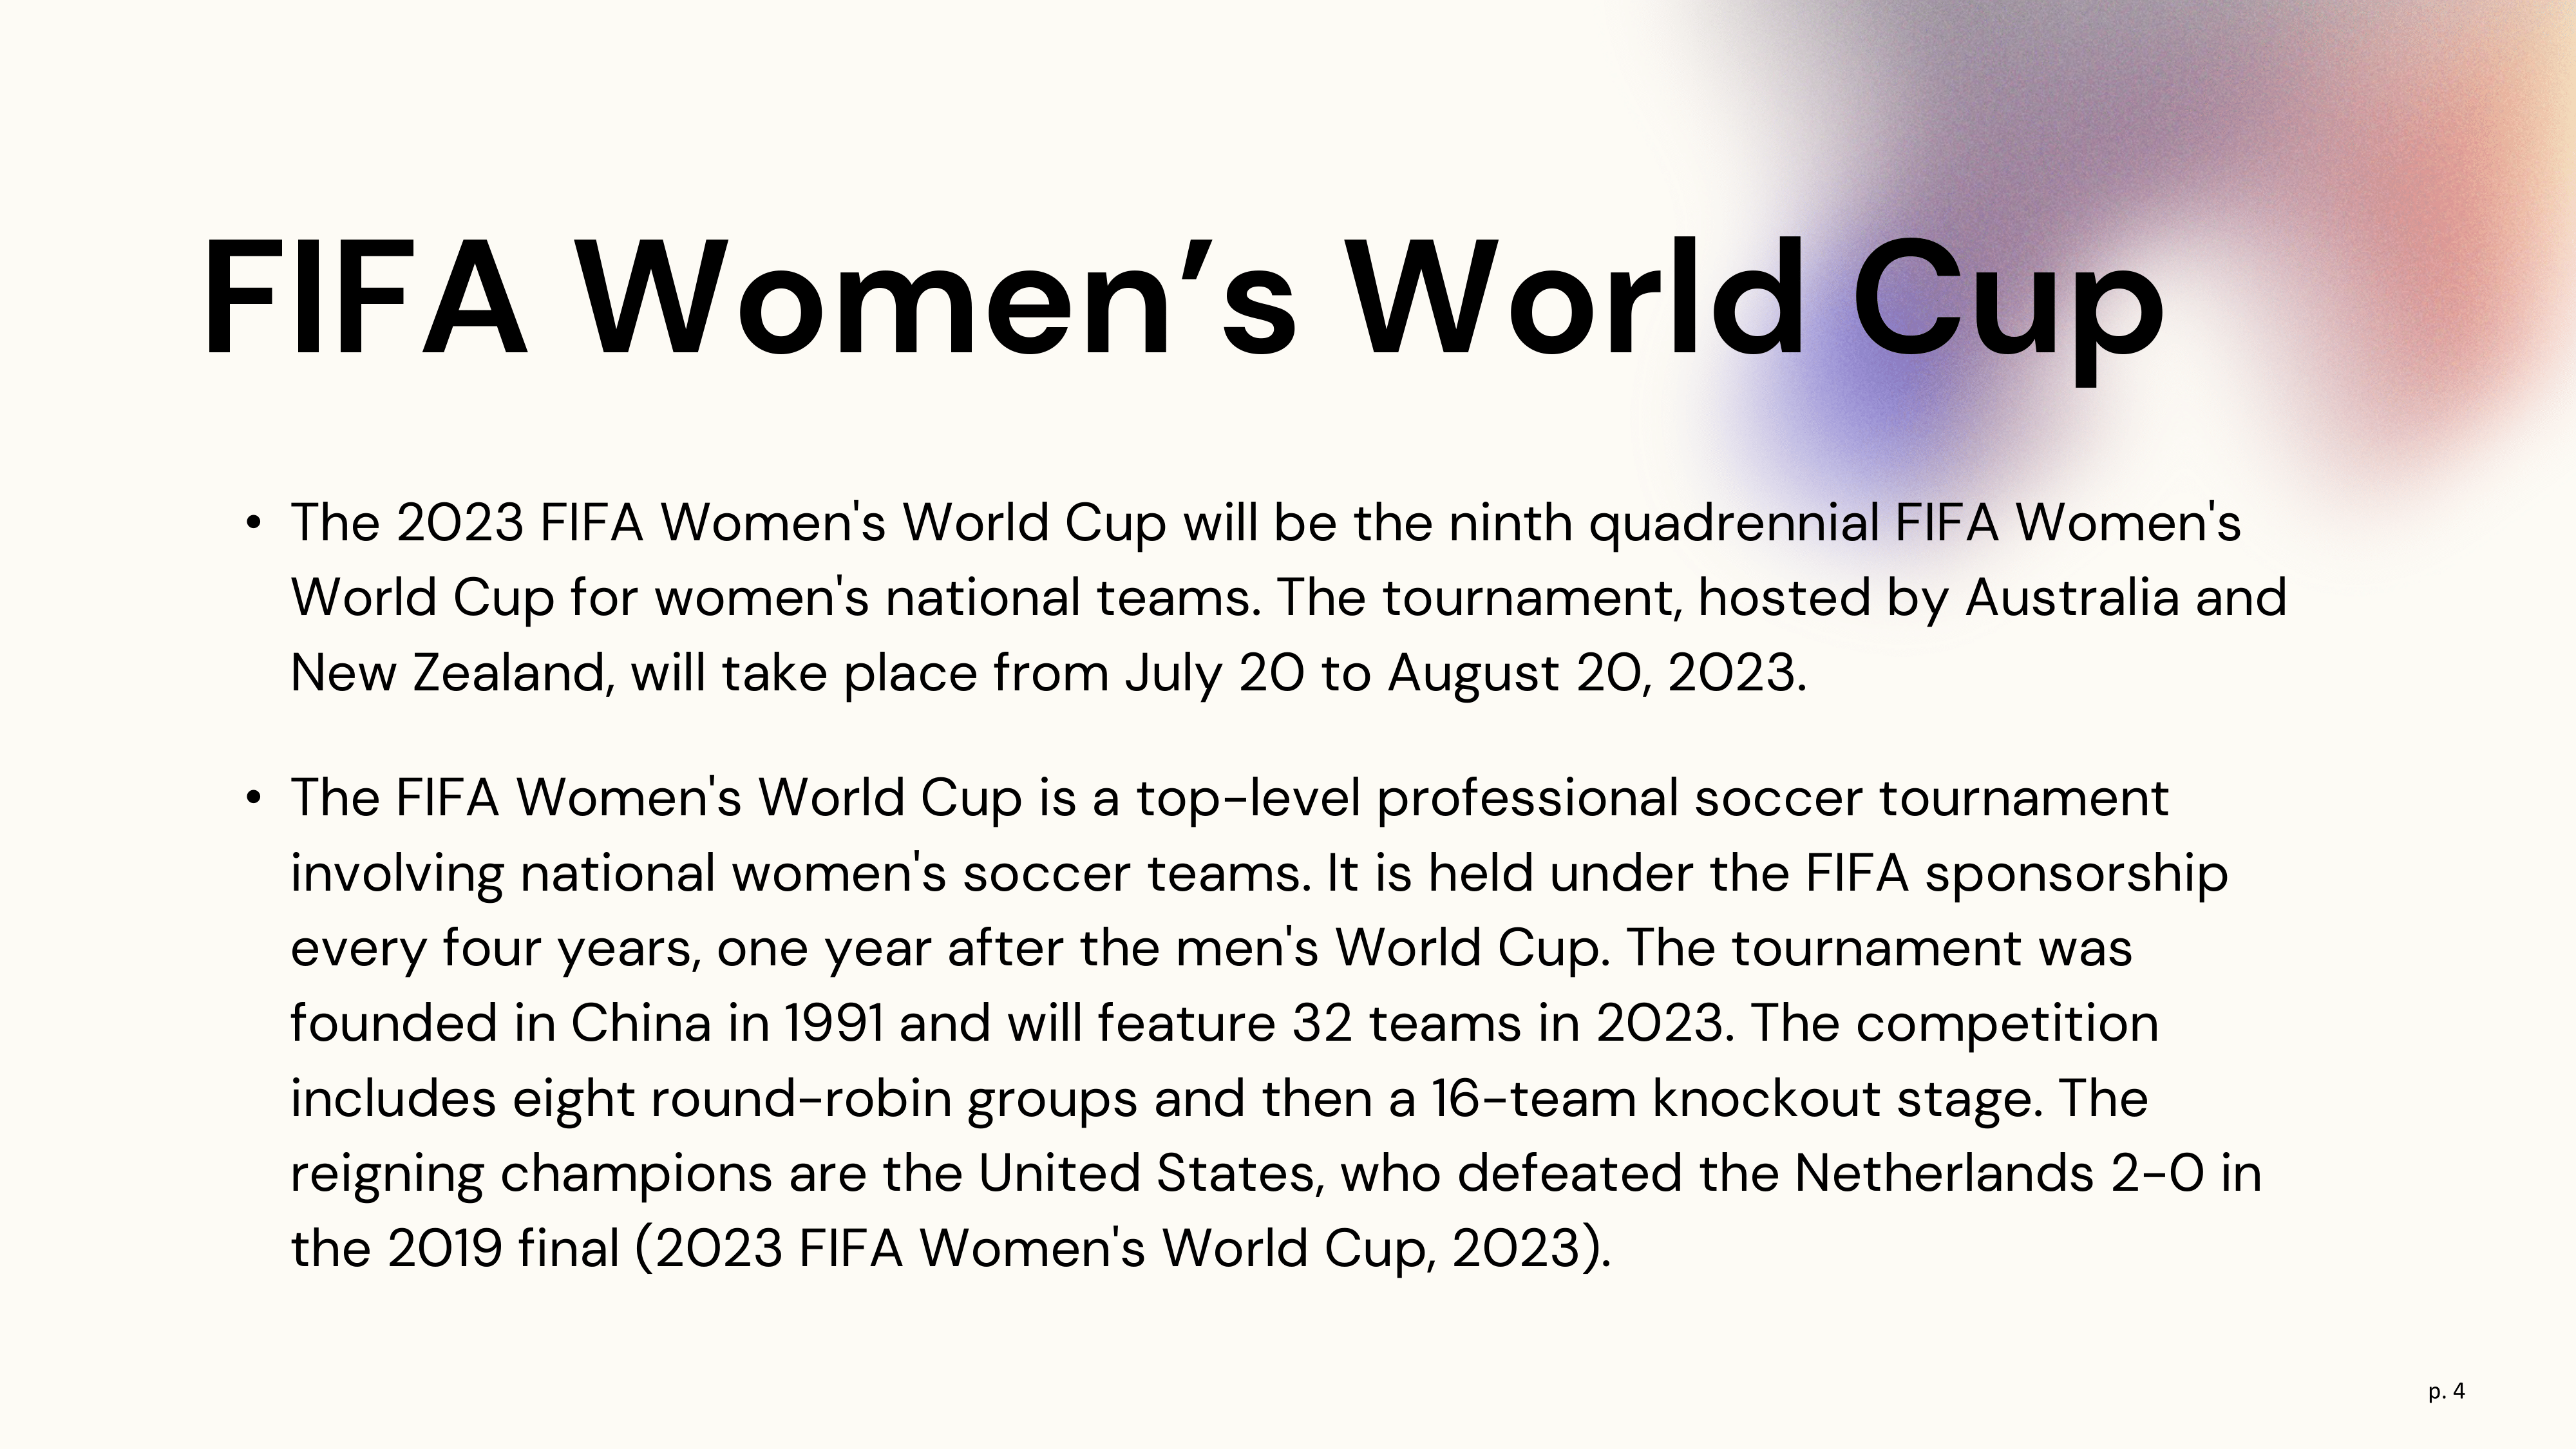 FIFA Women’s World Cup
• The 2023 FIFA Women's World Cup will be the ninth quadrennial FIFA Women's
World Cup for women's national teams. The tournament, hosted by Australia and
New Zealand, will take place from July 20 to August 20, 2023.
• The FIFA Women's World Cup is a top-level professional soccer tournament
involving national women's soccer teams. It is held under the FIFA sponsorship
every four years, one year after the men's World Cup. The tournament was
founded in China in 1991 and will feature 32 teams in 2023. The competition
includes eight round-robin groups and then a 16-team knockout stage. The
reigning champions are the United States, who defeated the Netherlands 2-0 in
the 2019 final (2023 FIFA Women's World Cup, 2023).
p. 4